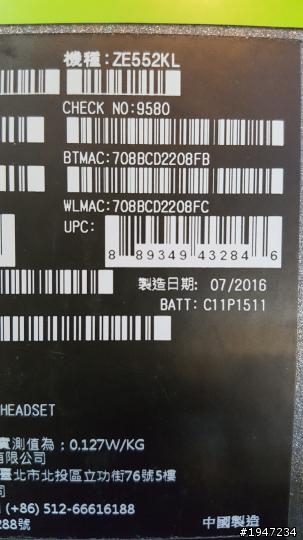 機種:ZE552KL
CHECK NO:9580
BTMAC:708BCD2208FB
WLMAC:708BCD2208FC
UPC:
8 89349 43284 6
製造日期: 07/2016
BATT: C11P1511
HEADSET
實測值為：0.127W/KG
有限公司
臺北市北投區立功街76號5樓
司
(+86) 512-66616188
288號
中國製造
#1947234